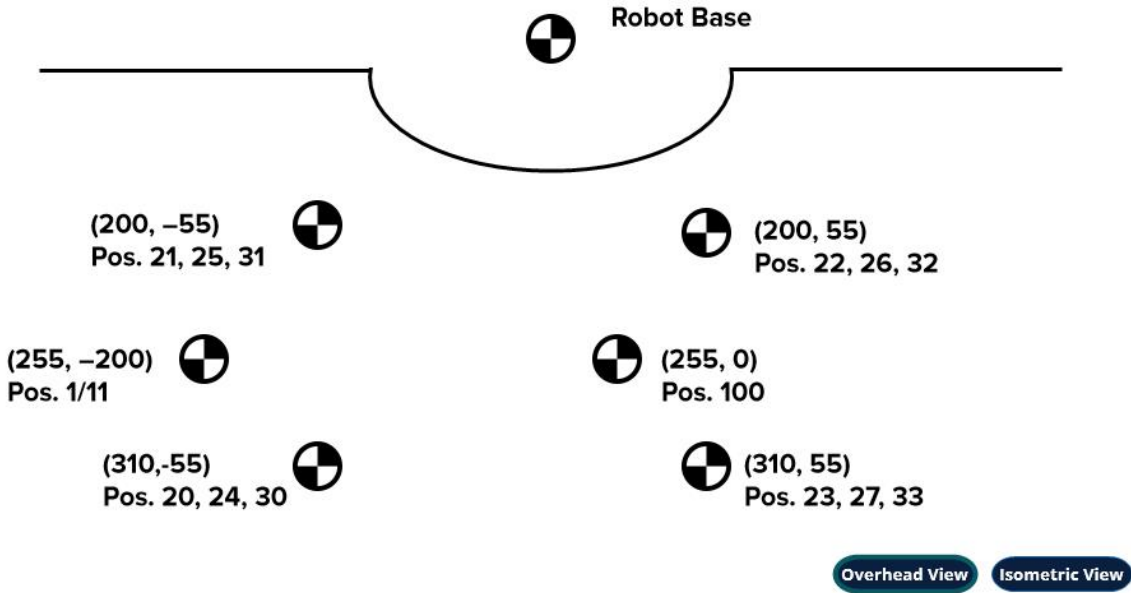 Robot Base
(200, –55)
Pos. 21, 25, 31
(200, 55)
Pos. 22, 26, 32
(255, –200)
Pos. 1/11
(255, 0)
Pos. 100
(310,-55)
Pos. 20, 24, 30
(310, 55)
Pos. 23, 27, 33
Overhead View
Isometric View